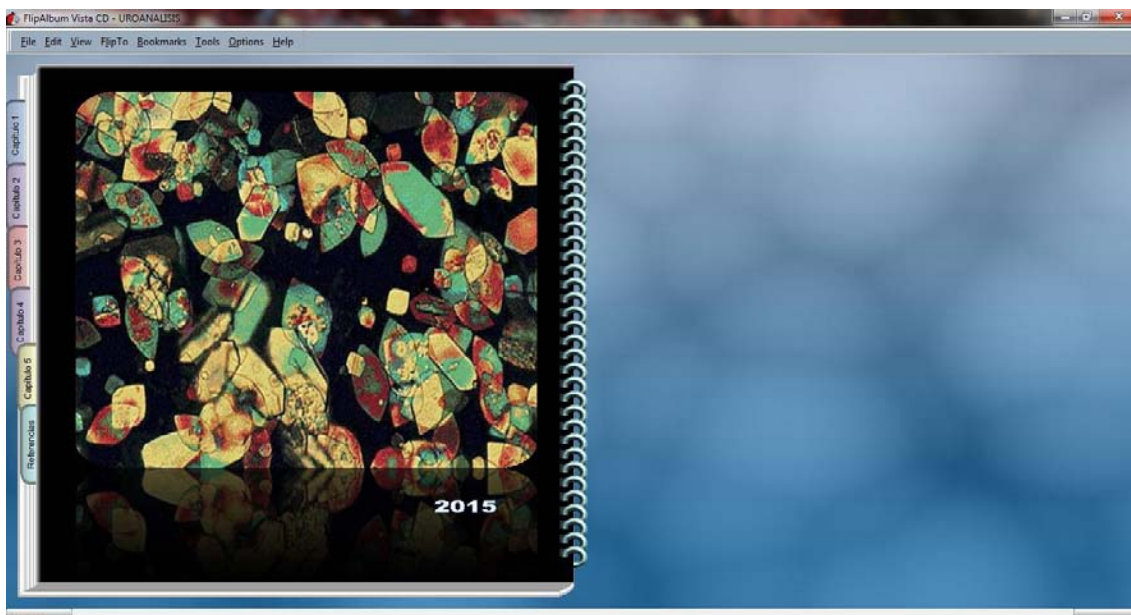 FlipAlbum Vista CD - UROANALISIS
File Edit View FlipTo Bookmarks Tools Options Help
Capítulo 1
Capítulo 2
Capítulo 3
Capítulo 4
Capítulo 5
Referencias
2015